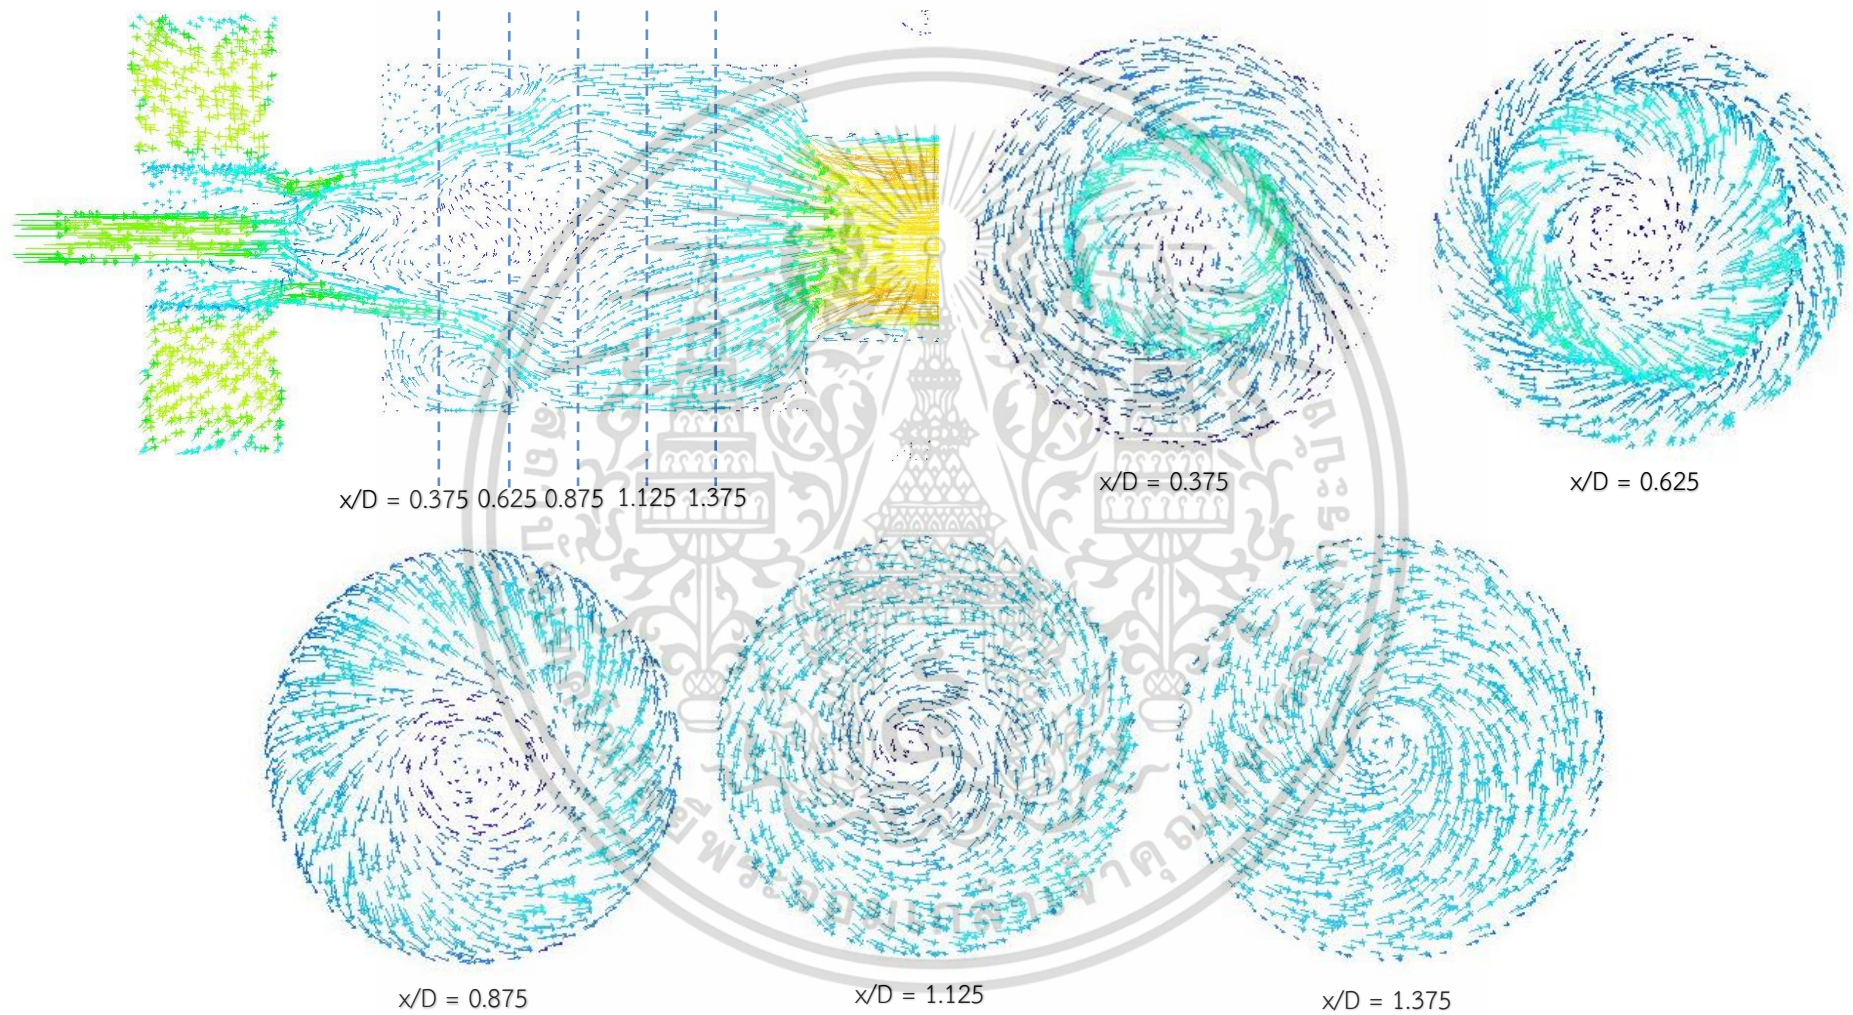 x/D = 0.375 0.625 0.875 1.125 1.375
x/D = 0.375
x/D = 0.625
x/D = 0.875
x/D = 1.125
x/D = 1.375